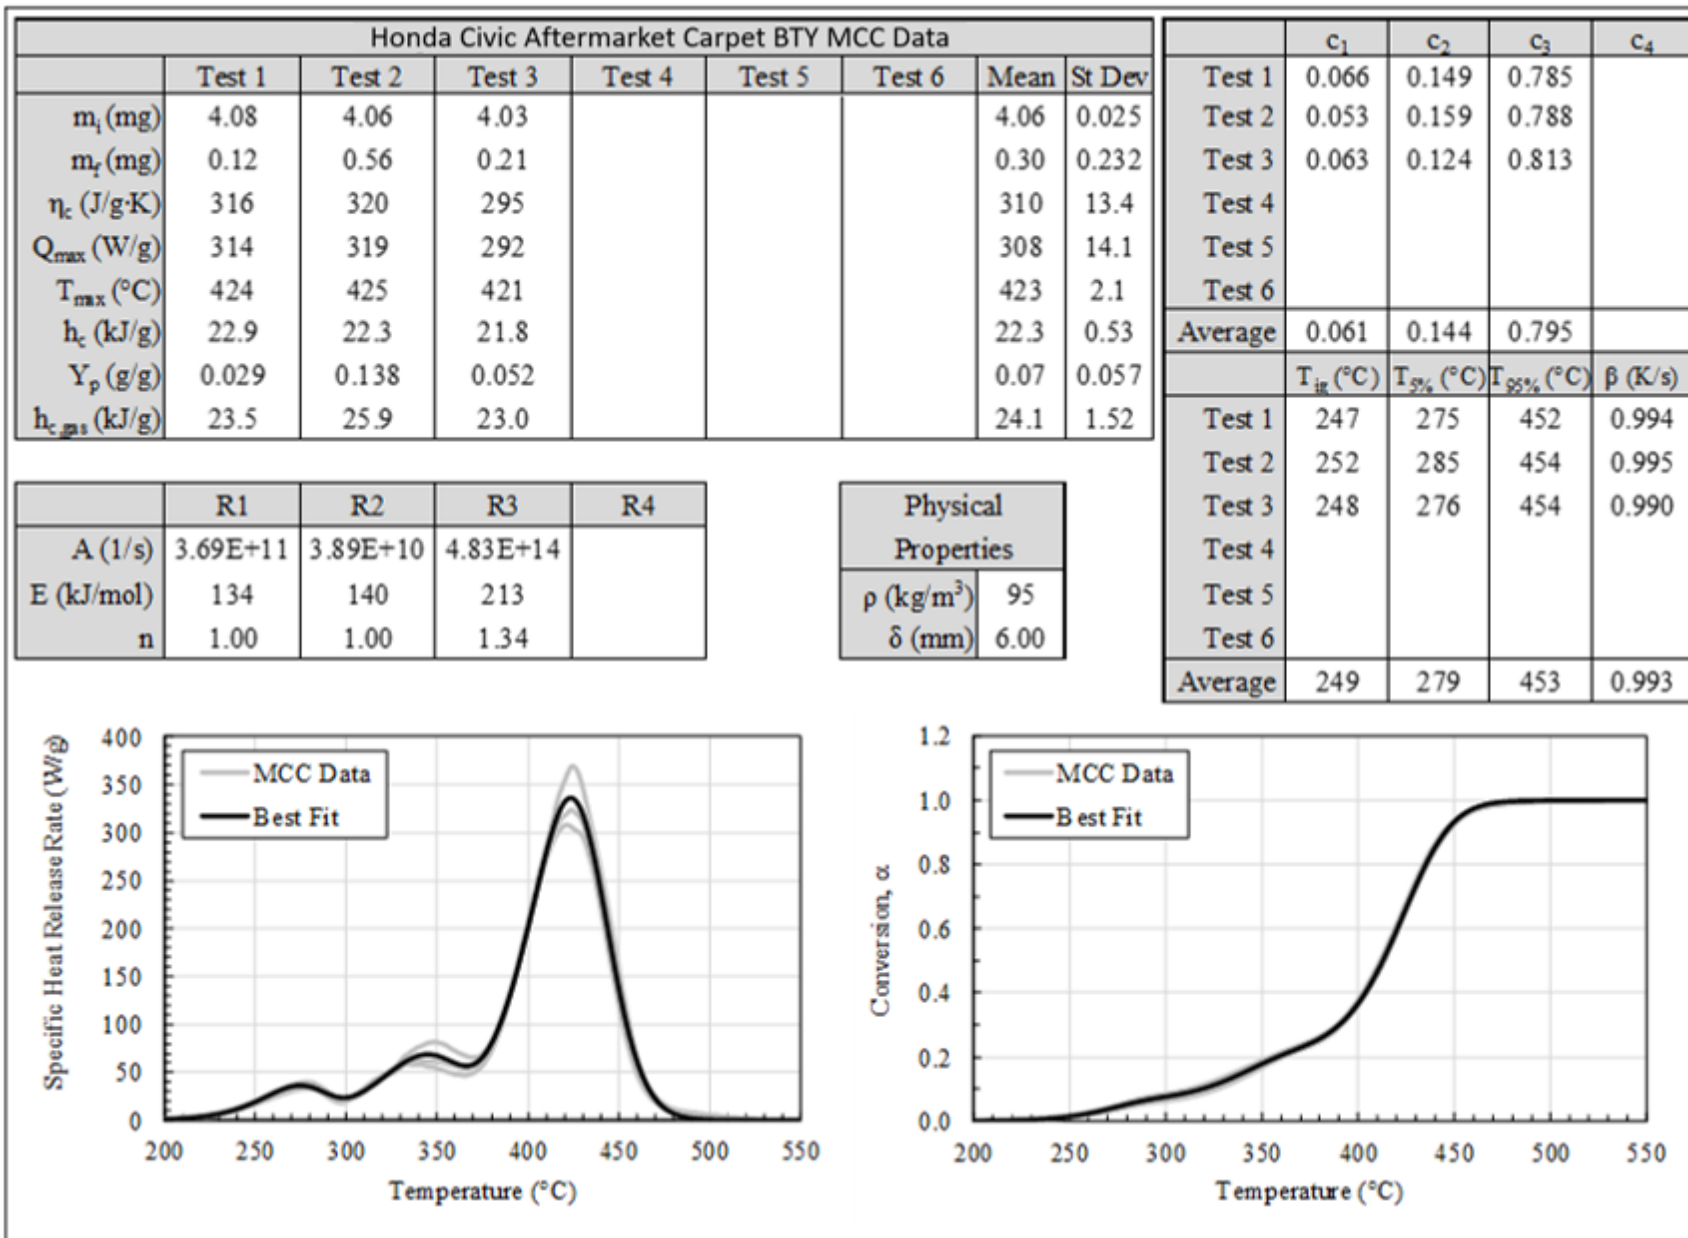 Honda Civic Aftermarket Carpet BTY MCC Data
Test 1 Test 2 Test 3 Test 4 Test 5 Test 6 Mean St Dev
mᵢ (mg) 4.08 4.06 4.03 4.06 0.025
m_f (mg) 0.12 0.56 0.21 0.30 0.232
η_c (J/g·K) 316 320 295 310 13.4
Q_max (W/g) 314 319 292 308 14.1
T_max (°C) 424 425 421 423 2.1
h_c (kJ/g) 22.9 22.3 21.8 22.3 0.53
Y_p (g/g) 0.029 0.138 0.052 0.07 0.057
h_c,gas (kJ/g) 23.5 25.9 23.0 24.1 1.52
c₁ c₂ c₃ c₄
Test 1 0.066 0.149 0.785
Test 2 0.053 0.159 0.788
Test 3 0.063 0.124 0.813
Test 4
Test 5
Test 6
Average 0.061 0.144 0.795
T_ig (°C) T_5% (°C) T_95% (°C) β (K/s)
Test 1 247 275 452 0.994
Test 2 252 285 454 0.995
Test 3 248 276 454 0.990
Test 4
Test 5
Test 6
Average 249 279 453 0.993
R1 R2 R3 R4
A (1/s) 3.69E+11 3.89E+10 4.83E+14
E (kJ/mol) 134 140 213
n 1.00 1.00 1.34
Physical
Properties
ρ (kg/m³) 95
δ (mm) 6.00
Specific Heat Release Rate (W/g)
400
350
300
250
200
150
100
50
0
MCC Data
Best Fit
200 250 300 350 400 450 500 550
Temperature (°C)
Conversion, α
1.2
1.0
0.8
0.6
0.4
0.2
0.0
MCC Data
Best Fit
200 250 300 350 400 450 500 550
Temperature (°C)